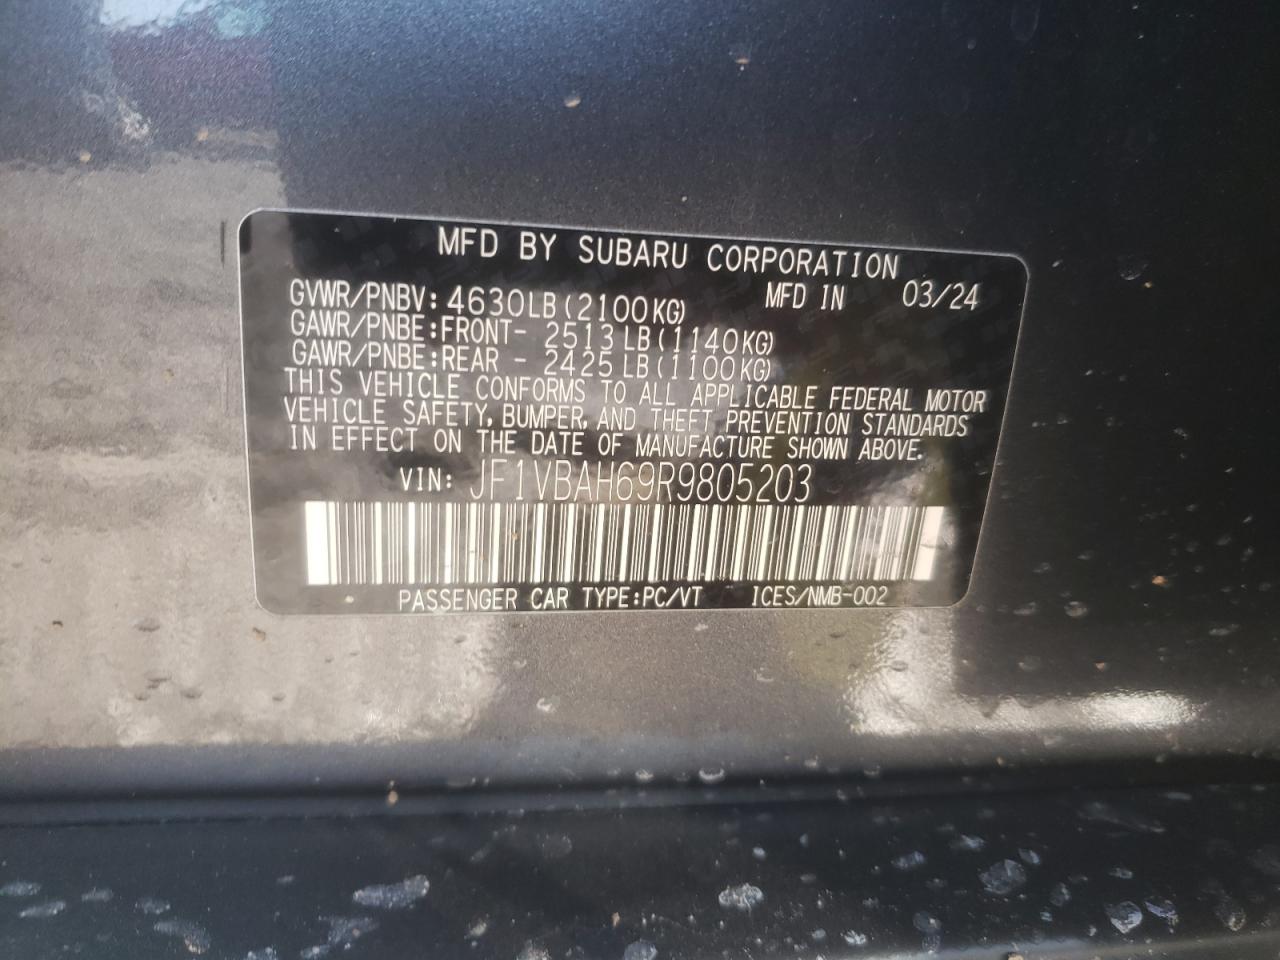 MFD BY SUBARU CORPORATION
GVWR/PNBV: 4630LB(2100KG) MFD IN 03/24
GAWR/PNBE:FRONT- 2513LB(1140KG)
GAWR/PNBE:REAR - 2425LB(1100KG)
THIS VEHICLE CONFORMS TO ALL APPLICABLE FEDERAL MOTOR
VEHICLE SAFETY, BUMPER, AND THEFT PREVENTION STANDARDS
IN EFFECT ON THE DATE OF MANUFACTURE SHOWN ABOVE.
VIN: JF1VBAH69R9805203
PASSENGER CAR TYPE:PC/VT ICES/NMB-002